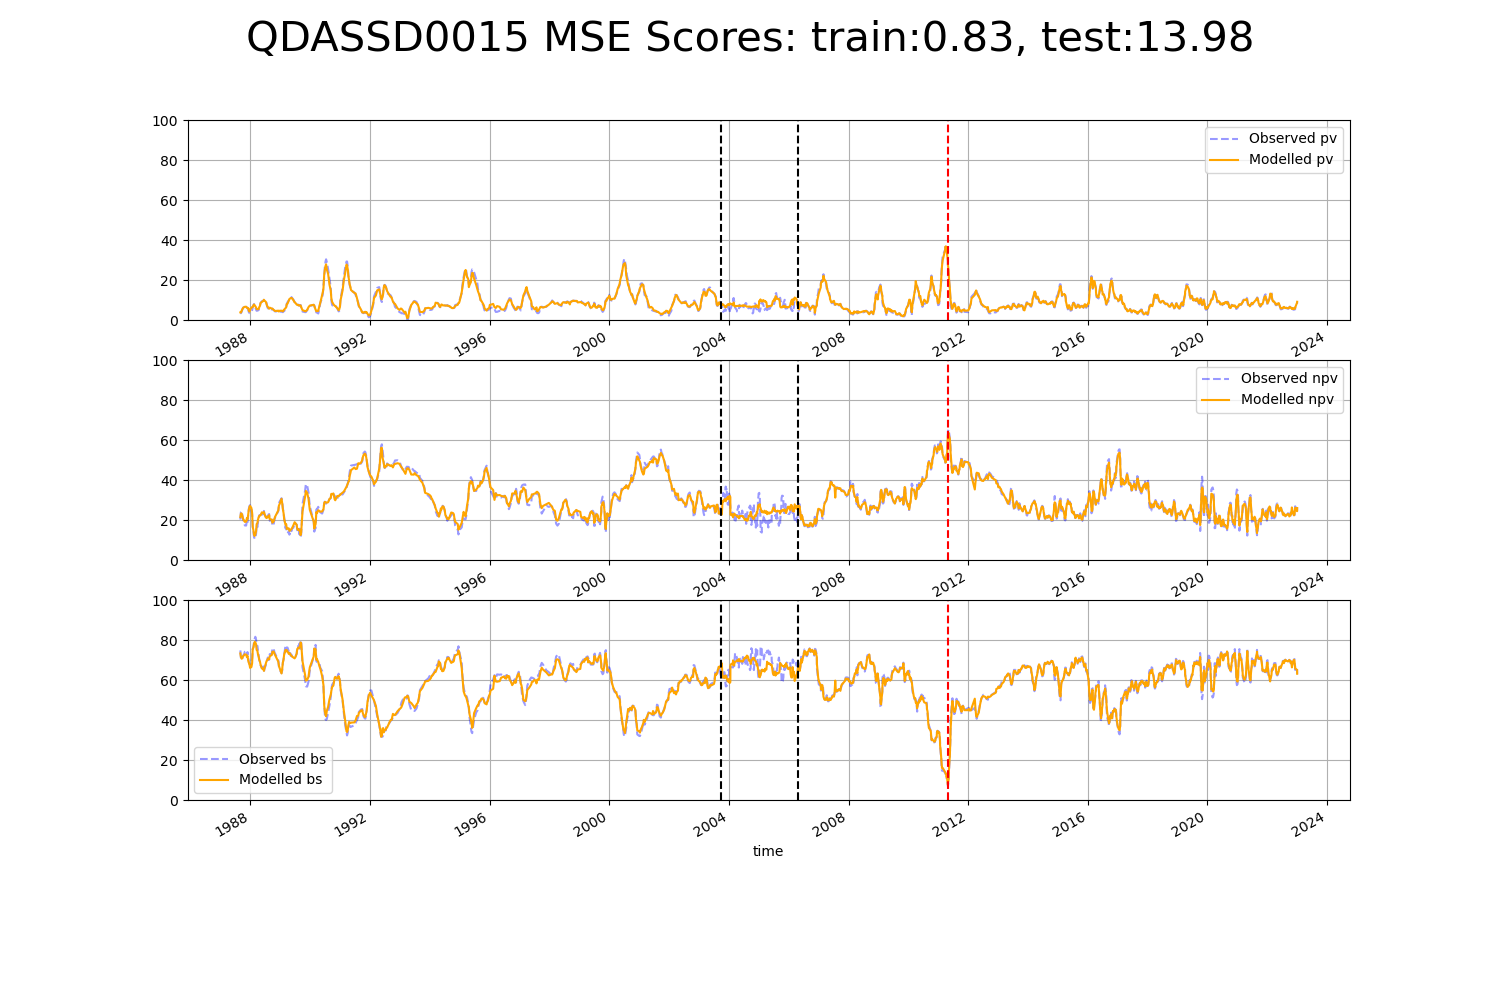 QDASSD0015 MSE Scores: train:0.83, test:13.98
100
80
60
40
20
0
Observed pv
Modelled pv
1988 1992 1996 2000 2004 2008 2012 2016 2020 2024
100
80
60
40
20
0
Observed npv
Modelled npv
1988 1992 1996 2000 2004 2008 2012 2016 2020 2024
100
80
60
40
20
0
Observed bs
Modelled bs
1988 1992 1996 2000 2004 2008 2012 2016 2020 2024
time